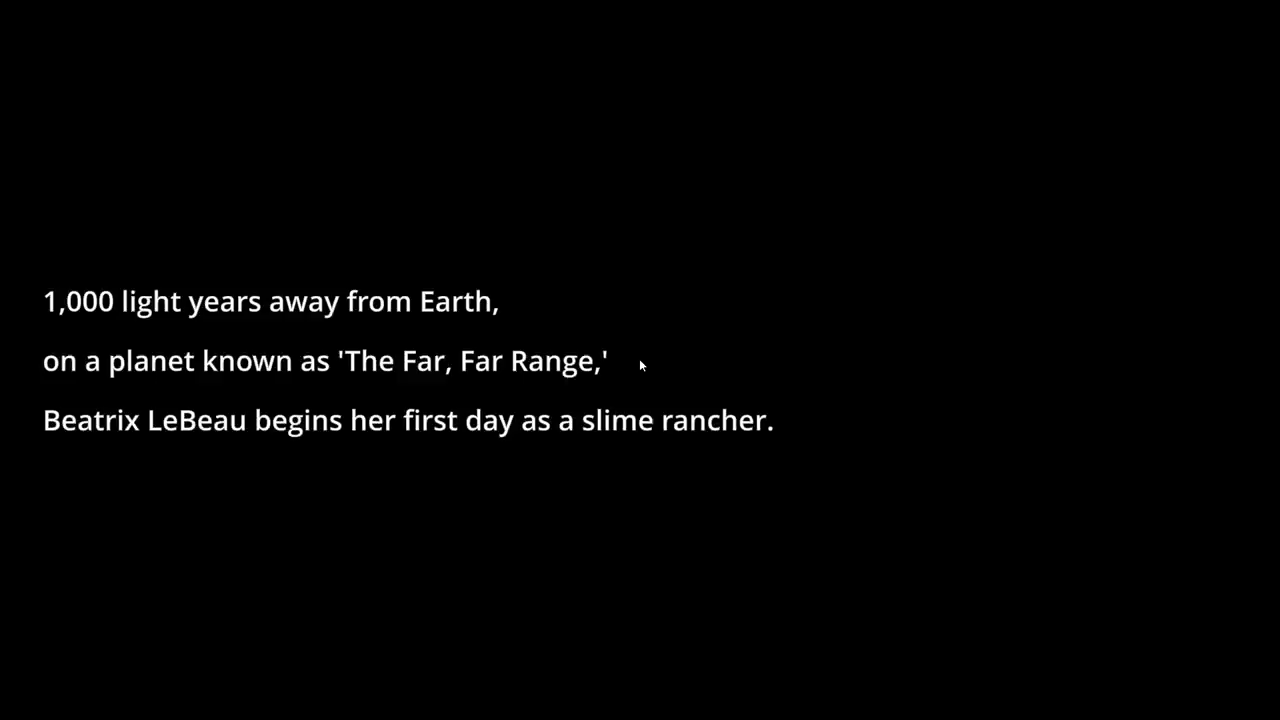 1,000 light years away from Earth,
on a planet known as 'The Far, Far Range,'
Beatrix LeBeau begins her first day as a slime rancher.